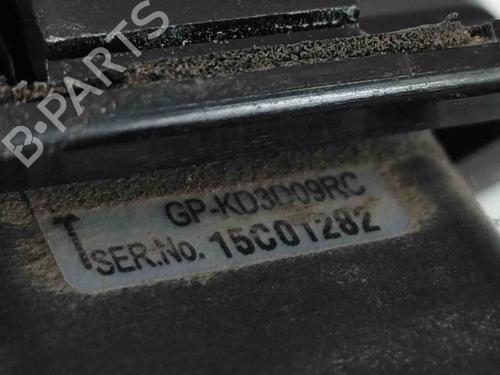 B·PARTS
GP-KD3D09RC
T SER.No. 15C01282